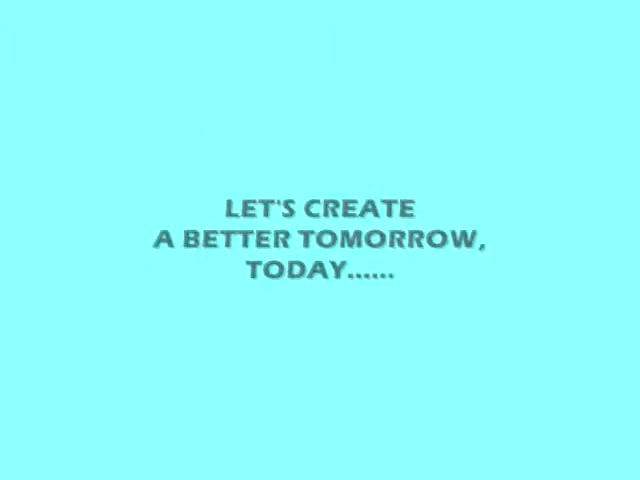 LET'S CREATE
A BETTER TOMORROW,
TODAY......